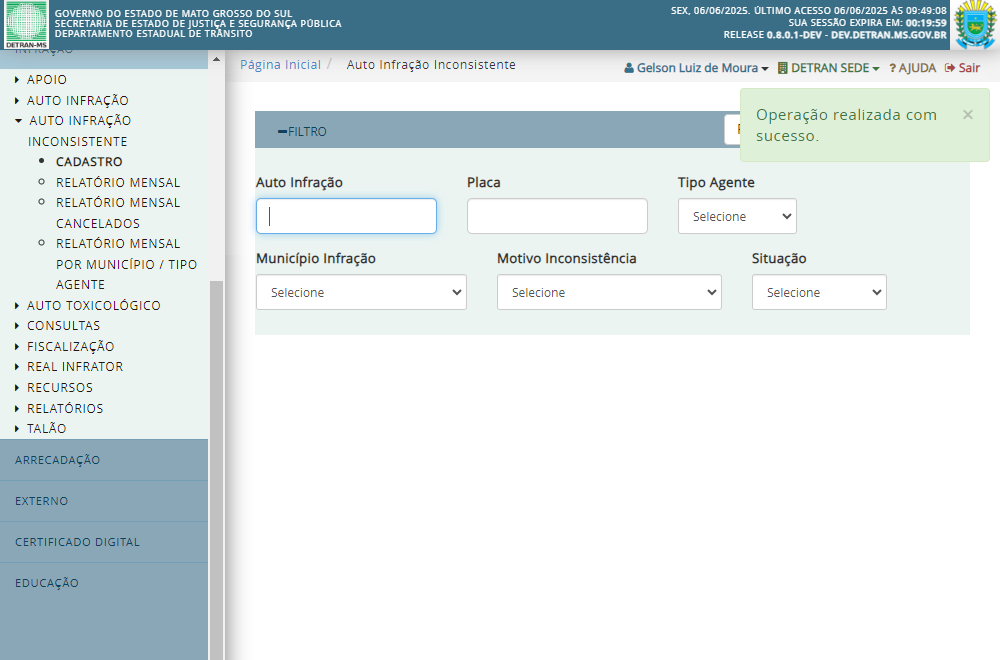 GOVERNO DO ESTADO DE MATO GROSSO DO SUL
SECRETARIA DE ESTADO DE JUSTIÇA E SEGURANÇA PÚBLICA
DEPARTAMENTO ESTADUAL DE TRÂNSITO
DETRAN-MS
SEX, 06/06/2025. ÚLTIMO ACESSO 06/06/2025 ÀS 09:49:08
SUA SESSÃO EXPIRA EM: 00:19:59
RELEASE 0.8.0.1-DEV - DEV.DETRAN.MS.GOV.BR
INFRAÇÃO
APOIO
AUTO INFRAÇÃO
AUTO INFRAÇÃO
INCONSISTENTE
CADASTRO
RELATÓRIO MENSAL
RELATÓRIO MENSAL
CANCELADOS
RELATÓRIO MENSAL
POR MUNICÍPIO / TIPO
AGENTE
AUTO TOXICOLÓGICO
CONSULTAS
FISCALIZAÇÃO
REAL INFRATOR
RECURSOS
RELATÓRIOS
TALÃO
ARRECADAÇÃO
EXTERNO
CERTIFICADO DIGITAL
EDUCAÇÃO
Página Inicial / Auto Infração Inconsistente
Gelson Luiz de Moura DETRAN SEDE ? AJUDA Sair
Operação realizada com ×
sucesso.
FILTRO
Auto Infração Placa Tipo Agente
Selecione
Município Infração Motivo Inconsistência Situação
Selecione Selecione Selecione